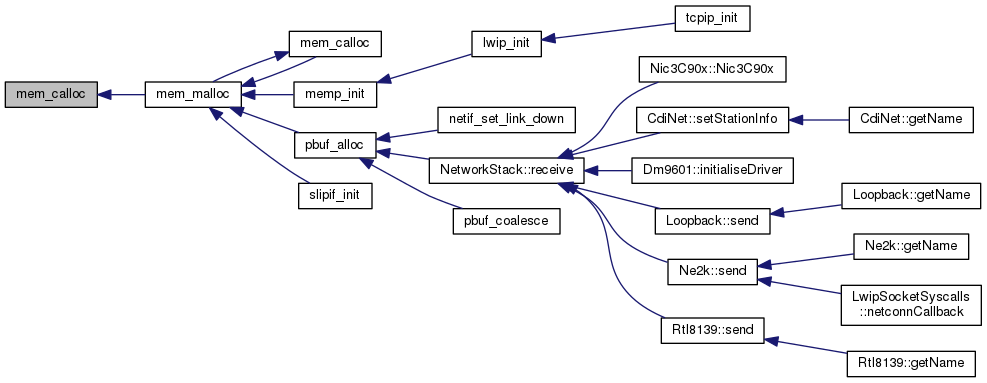 mem_calloc
mem_malloc
mem_calloc
memp_init
lwip_init
tcpip_init
pbuf_alloc
netif_set_link_down
NetworkStack::receive
pbuf_coalesce
slipif_init
Nic3C90x::Nic3C90x
CdiNet::setStationInfo
CdiNet::getName
Dm9601::initialiseDriver
Loopback::send
Loopback::getName
Ne2k::send
Ne2k::getName
LwipSocketSyscalls
::netconnCallback
Rtl8139::send
Rtl8139::getName